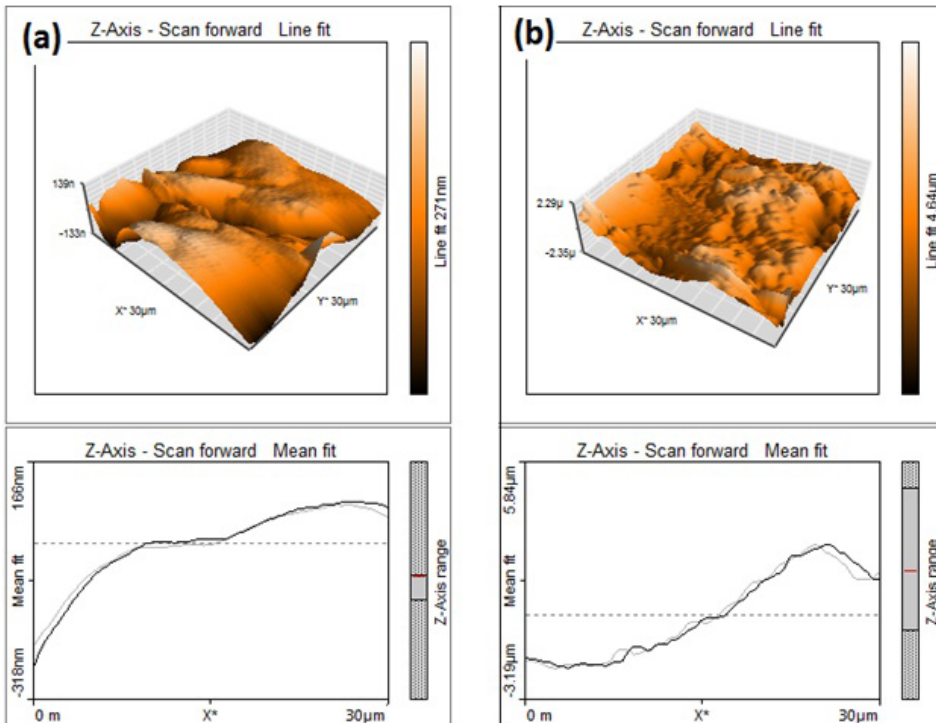 (a)
Z-Axis - Scan forward Line fit
139n
-133n
X* 30µm
Y* 30µm
Line fit 271nm
Z-Axis - Scan forward Mean fit
166nm
Mean fit
-318nm
0 m
X*
30µm
Z-Axis range
(b)
Z-Axis - Scan forward Line fit
2.29µ
-2.35µ
X* 30µm
Y* 30µm
Line fit 4.64µm
Z-Axis - Scan forward Mean fit
5.84µm
Mean fit
-3.19µm
0 m
X*
30µm
Z-Axis range